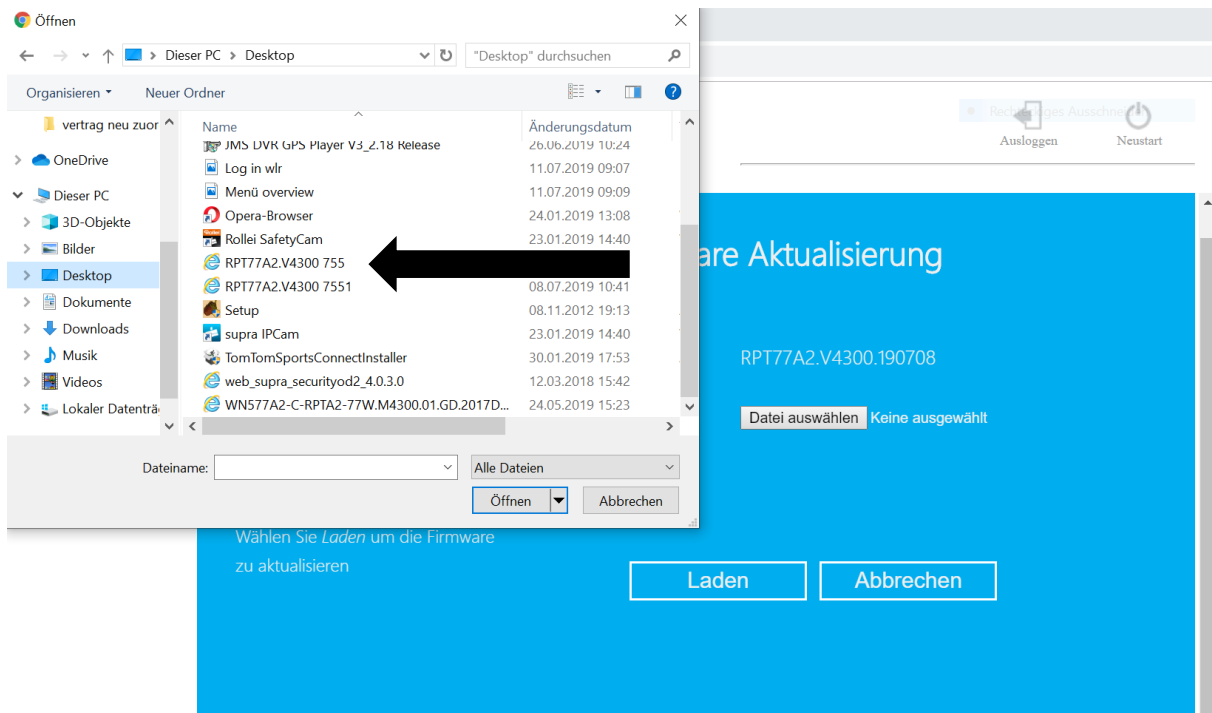 Öffnen
Dieser PC > Desktop
"Desktop" durchsuchen
Organisieren
Neuer Ordner
vertrag neu zuor
OneDrive
Dieser PC
3D-Objekte
Bilder
Desktop
Dokumente
Downloads
Musik
Videos
Lokaler Datenträ
Name Änderungsdatum
JMS DVR GPS Player V3_2.18 Release 26.06.2019 10:24
Log in wlr 11.07.2019 09:07
Menü overview 11.07.2019 09:09
Opera-Browser 24.01.2019 13:08
Rollei SafetyCam 23.01.2019 14:40
RPT77A2.V4300 755
RPT77A2.V4300 7551 08.07.2019 10:41
Setup 08.11.2012 19:13
supra IPCam 23.01.2019 14:40
TomTomSportsConnectInstaller 30.01.2019 17:53
web_supra_securityod2_4.0.3.0 12.03.2018 15:42
WN577A2-C-RPTA2-77W.M4300.01.GD.2017D... 24.05.2019 15:23
Dateiname:
Alle Dateien
Öffnen
Abbrechen
Ausloggen
Neustart
are Aktualisierung
RPT77A2.V4300.190708
Datei auswählen Keine ausgewählt
Wählen Sie Laden um die Firmware
zu aktualisieren
Laden
Abbrechen